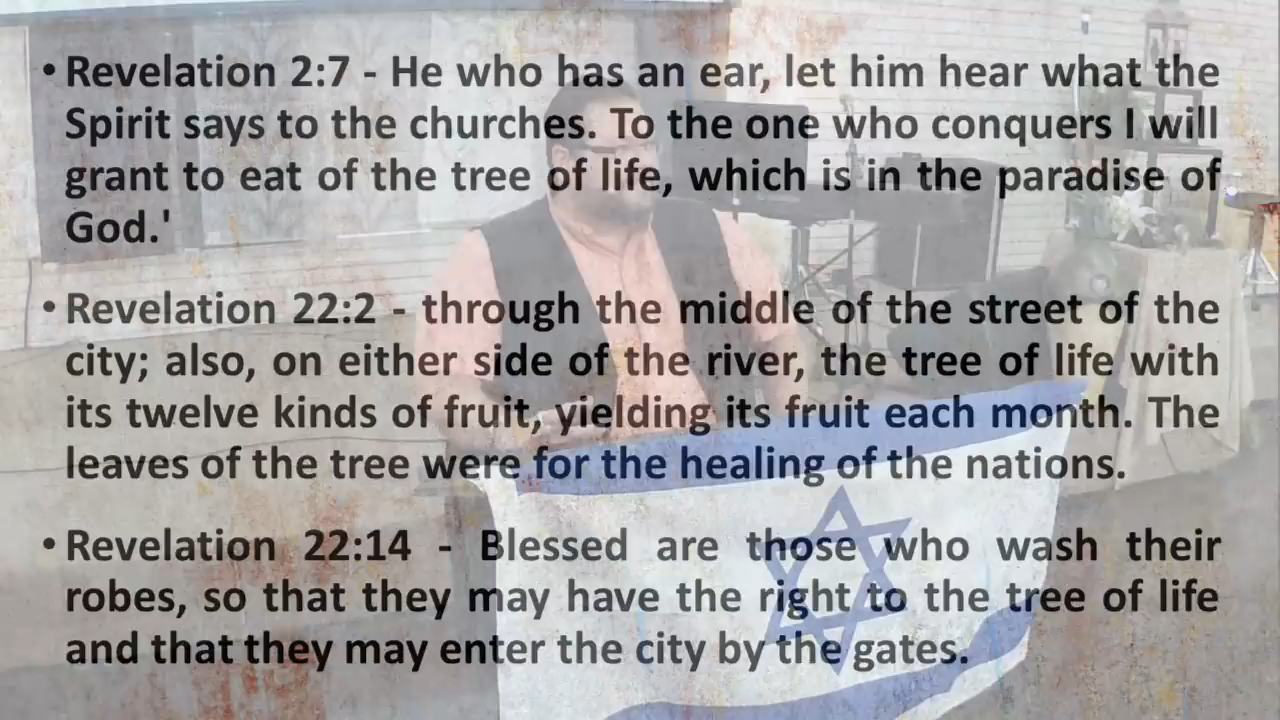 • Revelation 2:7 - He who has an ear, let him hear what the
Spirit says to the churches. To the one who conquers I will
grant to eat of the tree of life, which is in the paradise of
God.'
• Revelation 22:2 - through the middle of the street of the
city; also, on either side of the river, the tree of life with
its twelve kinds of fruit, yielding its fruit each month. The
leaves of the tree were for the healing of the nations.
• Revelation 22:14 - Blessed are those who wash their
robes, so that they may have the right to the tree of life
and that they may enter the city by the gates.